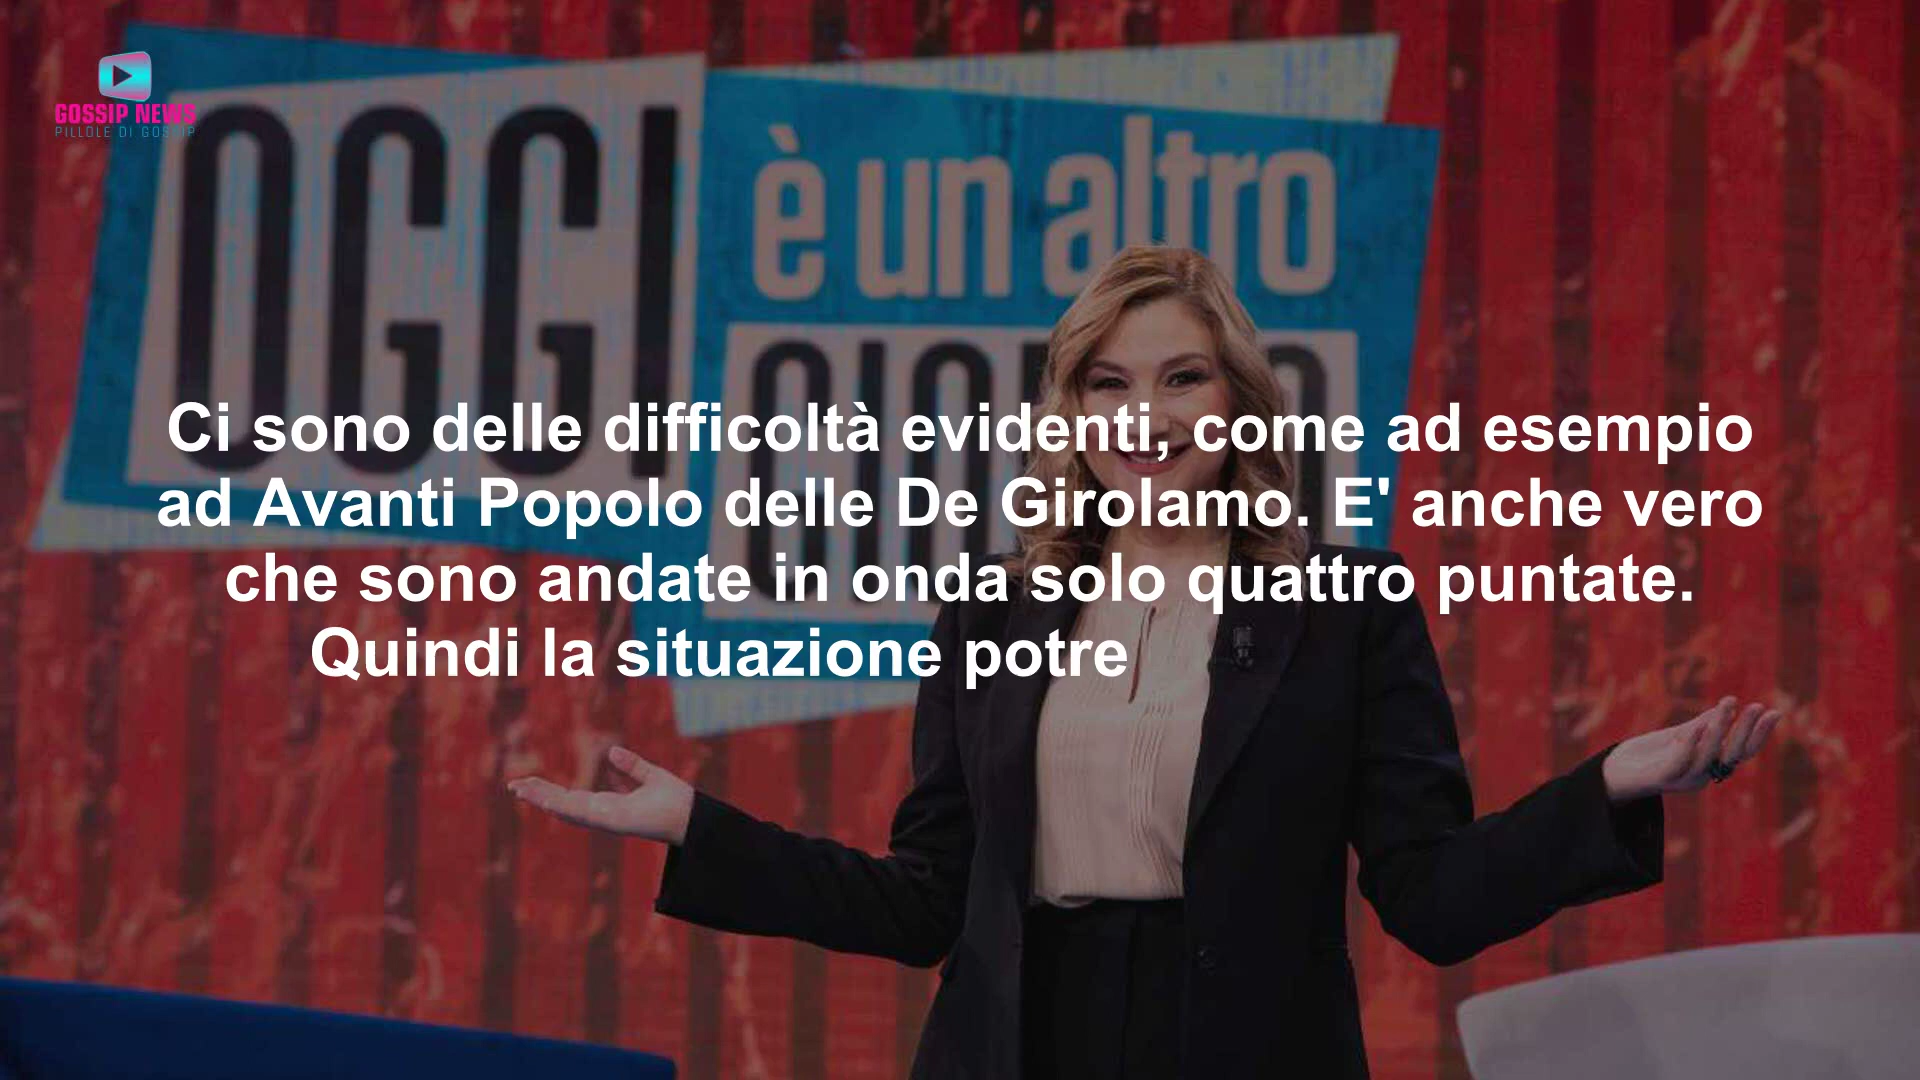 GOSSIP NEWS
PILLOLE DI GOSSIP
OGGI
è un altro
Ci sono delle difficoltà evidenti, come ad esempio
ad Avanti Popolo delle De Girolamo. E' anche vero
che sono andate in onda solo quattro puntate.
Quindi la situazione potre